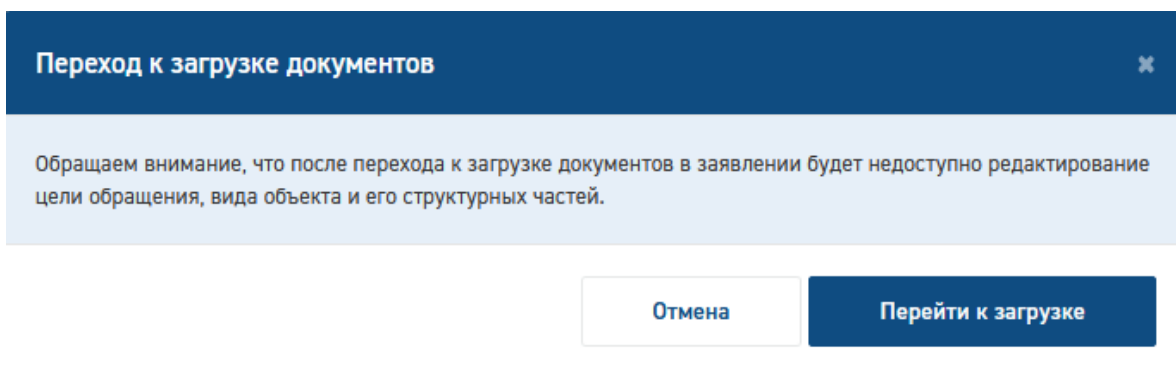 Переход к загрузке документов
Обращаем внимание, что после перехода к загрузке документов в заявлении будет недоступно редактирование
цели обращения, вида объекта и его структурных частей.
Отмена
Перейти к загрузке